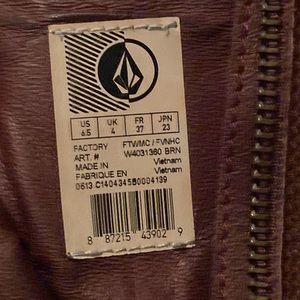 US UK FR JPN
6.5 4 37 23
FACTORY FTWMC / FVNHC
ART. # W4031360 BRN
MADE IN Vietnam
FABRIQUE EN Vietnam
0613 C1404345B0004139
8 87215 43902 9